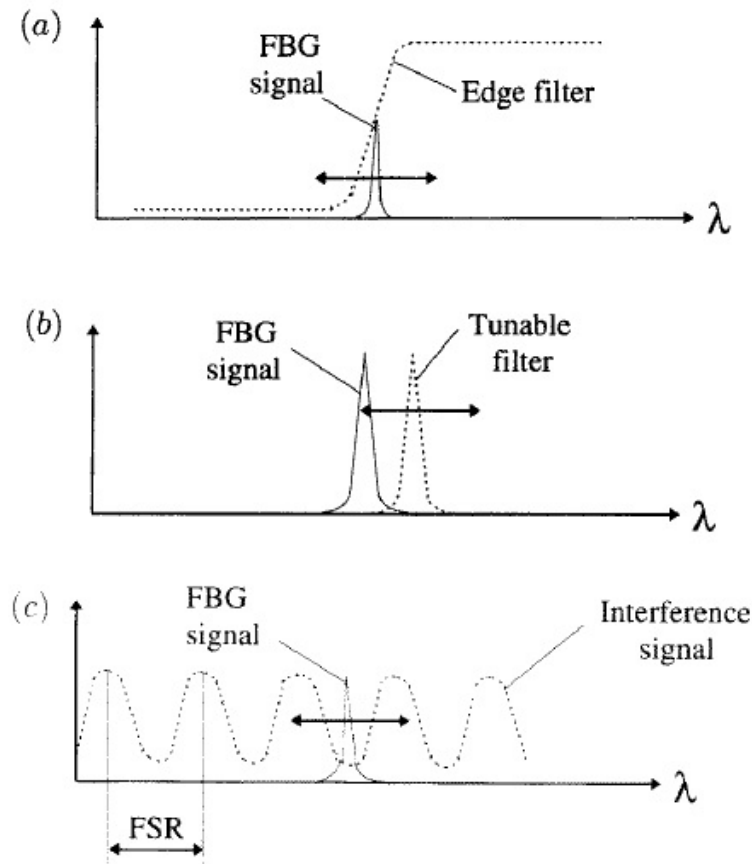 (a)
FBG
signal
Edge filter
λ
(b)
FBG
signal
Tunable
filter
λ
(c)
FBG
signal
Interference
signal
λ
FSR